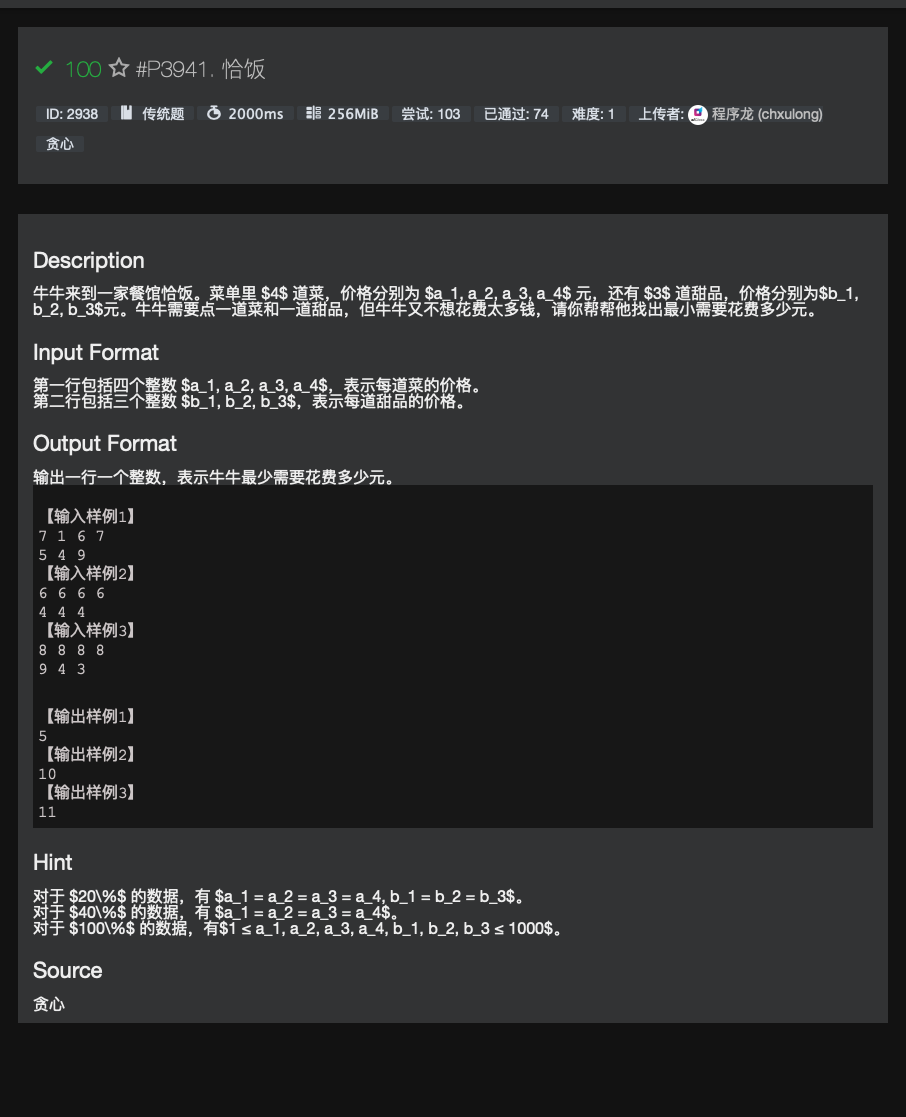 100 #P3941. 恰饭
ID: 2938 传统题 2000ms 256MiB 尝试: 103 已通过: 74 难度: 1 上传者: 程序龙 (chxulong)
贪心
Description
牛牛来到一家餐馆恰饭。菜单里 $4$ 道菜，价格分别为 $a_1, a_2, a_3, a_4$ 元，还有 $3$ 道甜品，价格分别为$b_1,
b_2, b_3$元。牛牛需要点一道菜和一道甜品，但牛牛又不想花费太多钱，请你帮帮他找出最小需要花费多少元。
Input Format
第一行包括四个整数 $a_1, a_2, a_3, a_4$，表示每道菜的价格。
第二行包括三个整数 $b_1, b_2, b_3$，表示每道甜品的价格。
Output Format
输出一行一个整数，表示牛牛最少需要花费多少元。
【输入样例1】
7 1 6 7
5 4 9
【输入样例2】
6 6 6 6
4 4 4
【输入样例3】
8 8 8 8
9 4 3
【输出样例1】
5
【输出样例2】
10
【输出样例3】
11
Hint
对于 $20\%$ 的数据，有 $a_1 = a_2 = a_3 = a_4, b_1 = b_2 = b_3$。
对于 $40\%$ 的数据，有 $a_1 = a_2 = a_3 = a_4$。
对于 $100\%$ 的数据，有$1 ≤ a_1, a_2, a_3, a_4, b_1, b_2, b_3 ≤ 1000$。
Source
贪心